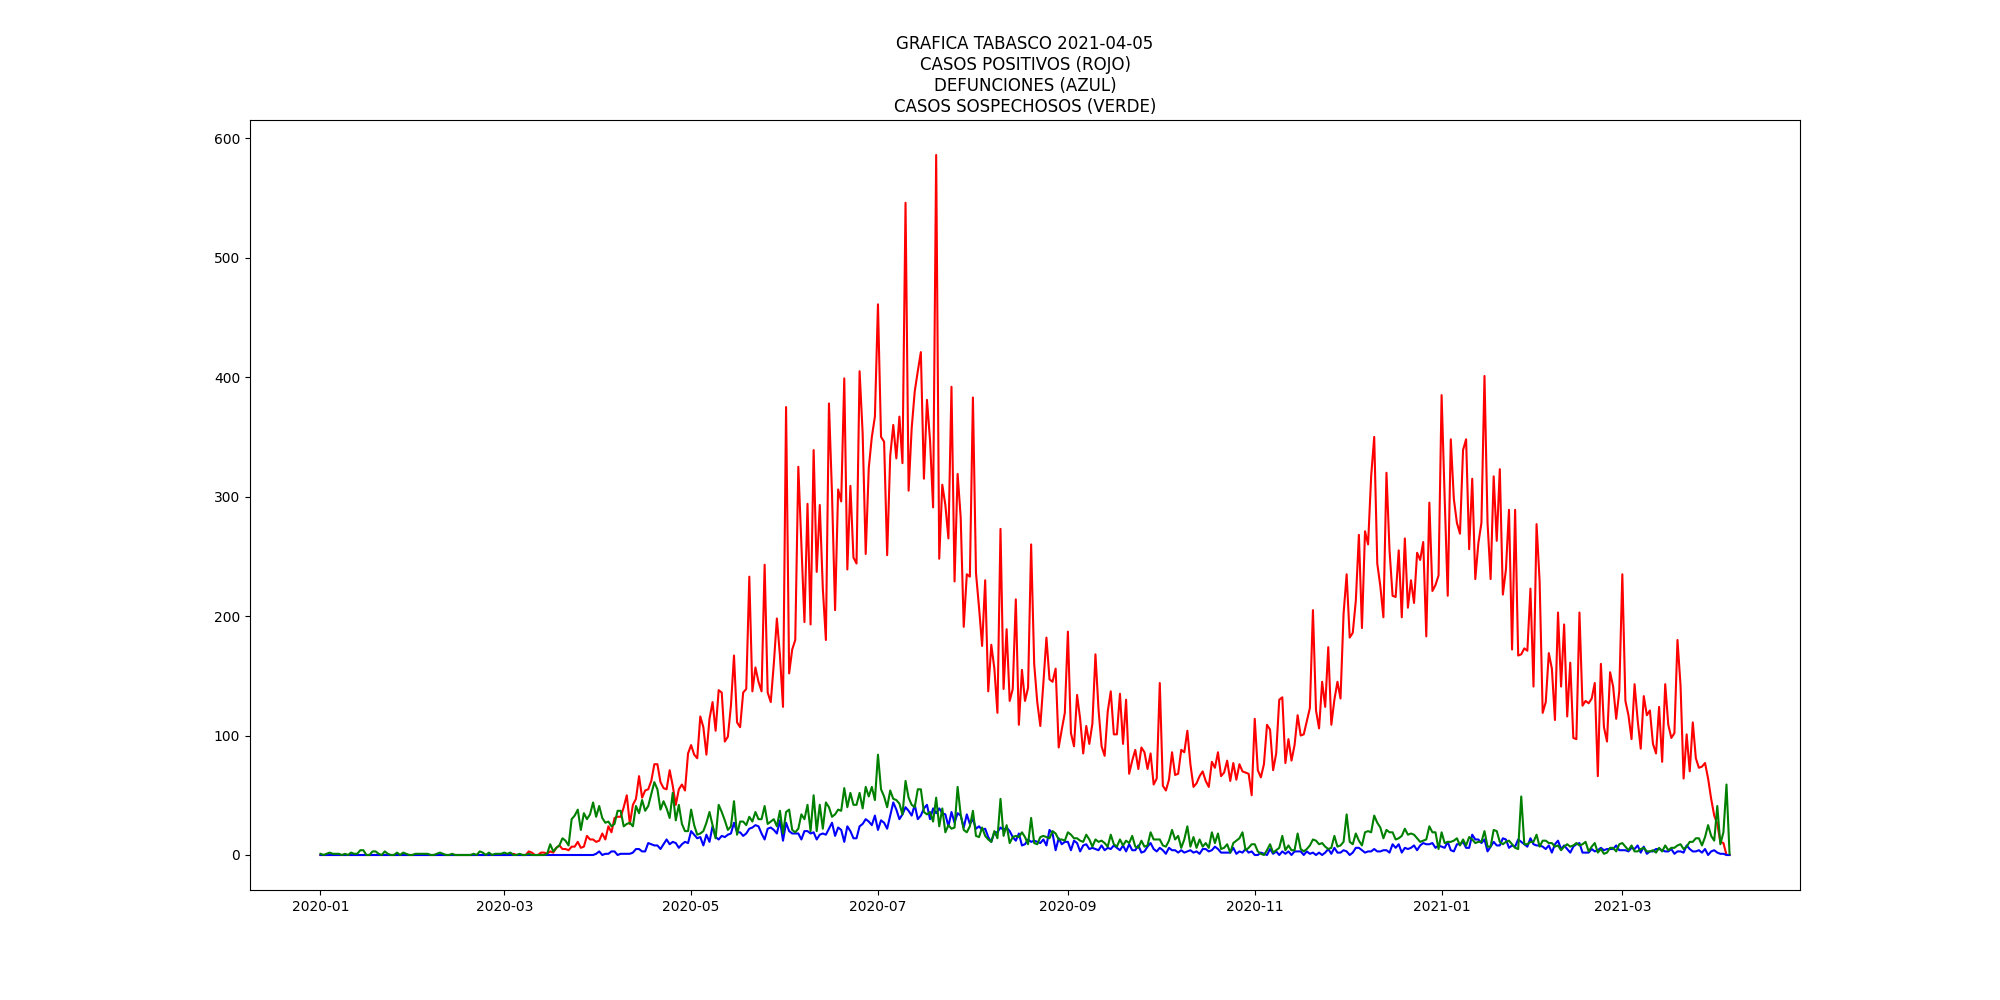 GRAFICA TABASCO 2021-04-05
CASOS POSITIVOS (ROJO)
DEFUNCIONES (AZUL)
CASOS SOSPECHOSOS (VERDE)
600
500
400
300
200
100
0
2020-01 2020-03 2020-05 2020-07 2020-09 2020-11 2021-01 2021-03